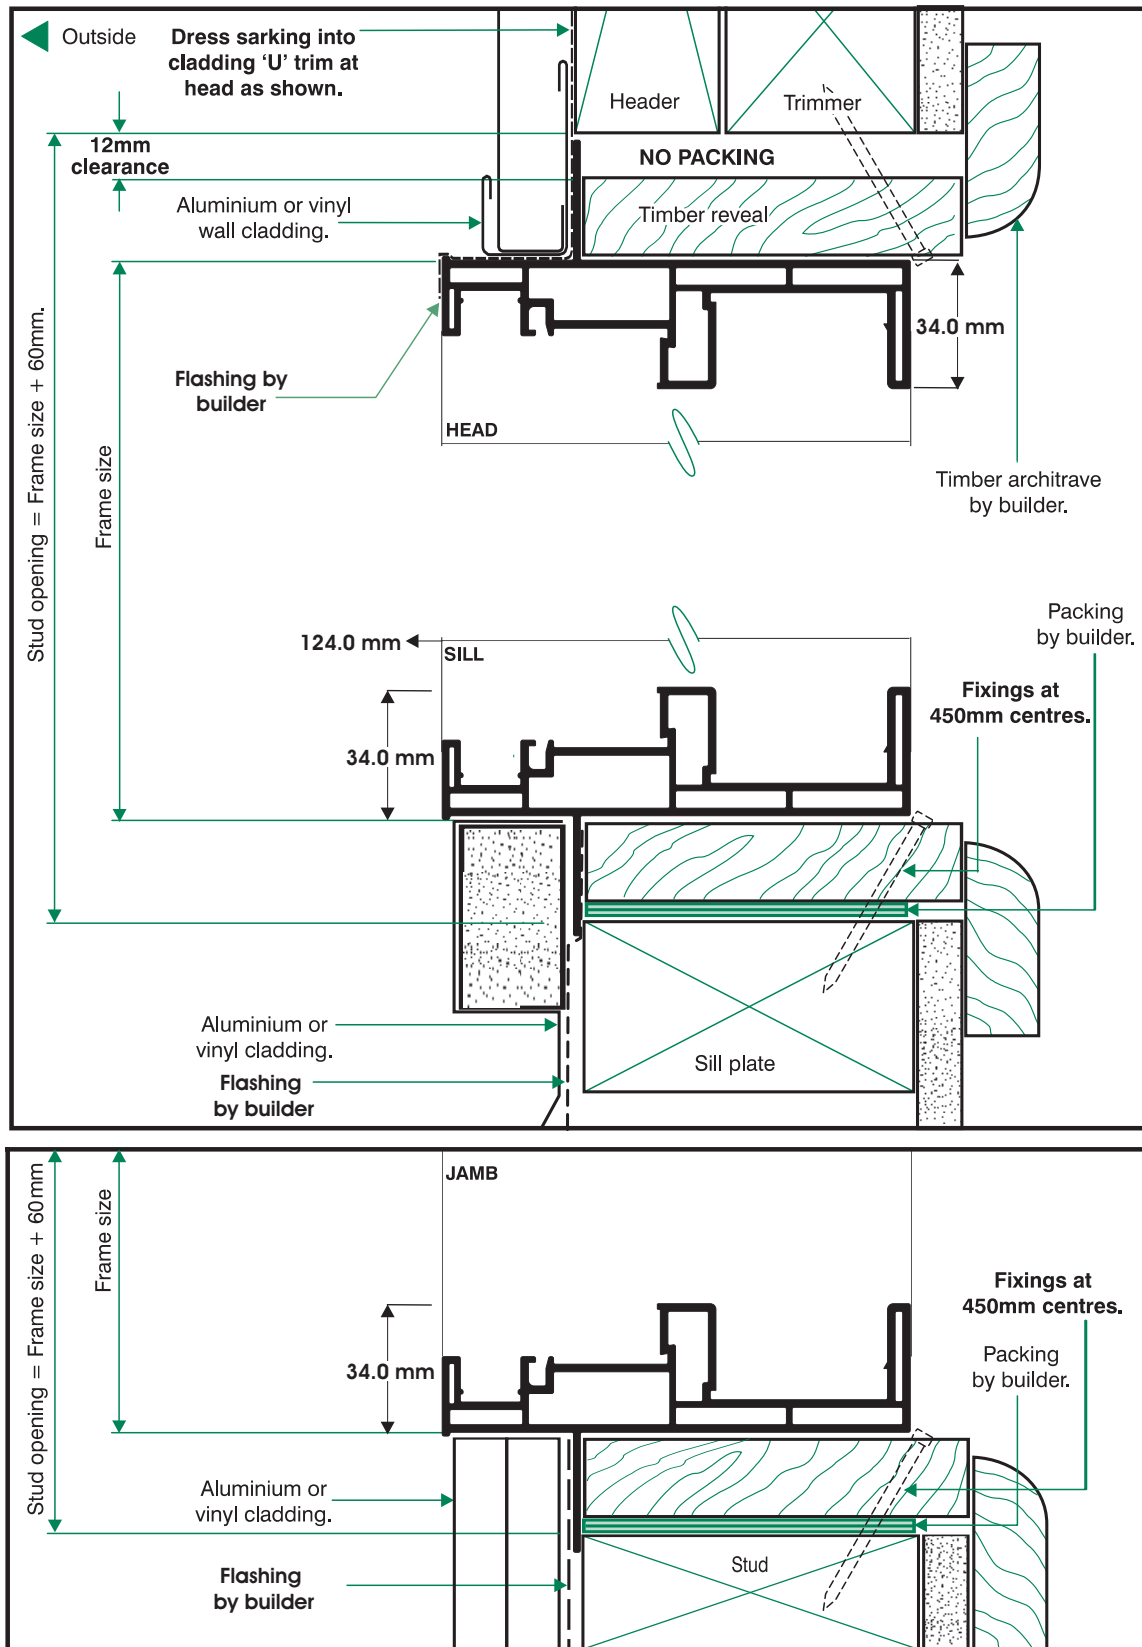 Outside
Dress sarking into
cladding ‘U’ trim at
head as shown.
Header
Trimmer
12mm
clearance
NO PACKING
Aluminium or vinyl
wall cladding.
Timber reveal
34.0 mm
Flashing by
builder
HEAD
Stud opening = Frame size + 60mm.
Frame size
Timber architrave
by builder.
Packing
by builder.
124.0 mm
SILL
Fixings at
450mm centres.
34.0 mm
Aluminium or
vinyl cladding.
Sill plate
Flashing
by builder
JAMB
Stud opening = Frame size + 60mm
Frame size
Fixings at
450mm centres.
Packing
by builder.
34.0 mm
Aluminium or
vinyl cladding.
Stud
Flashing
by builder